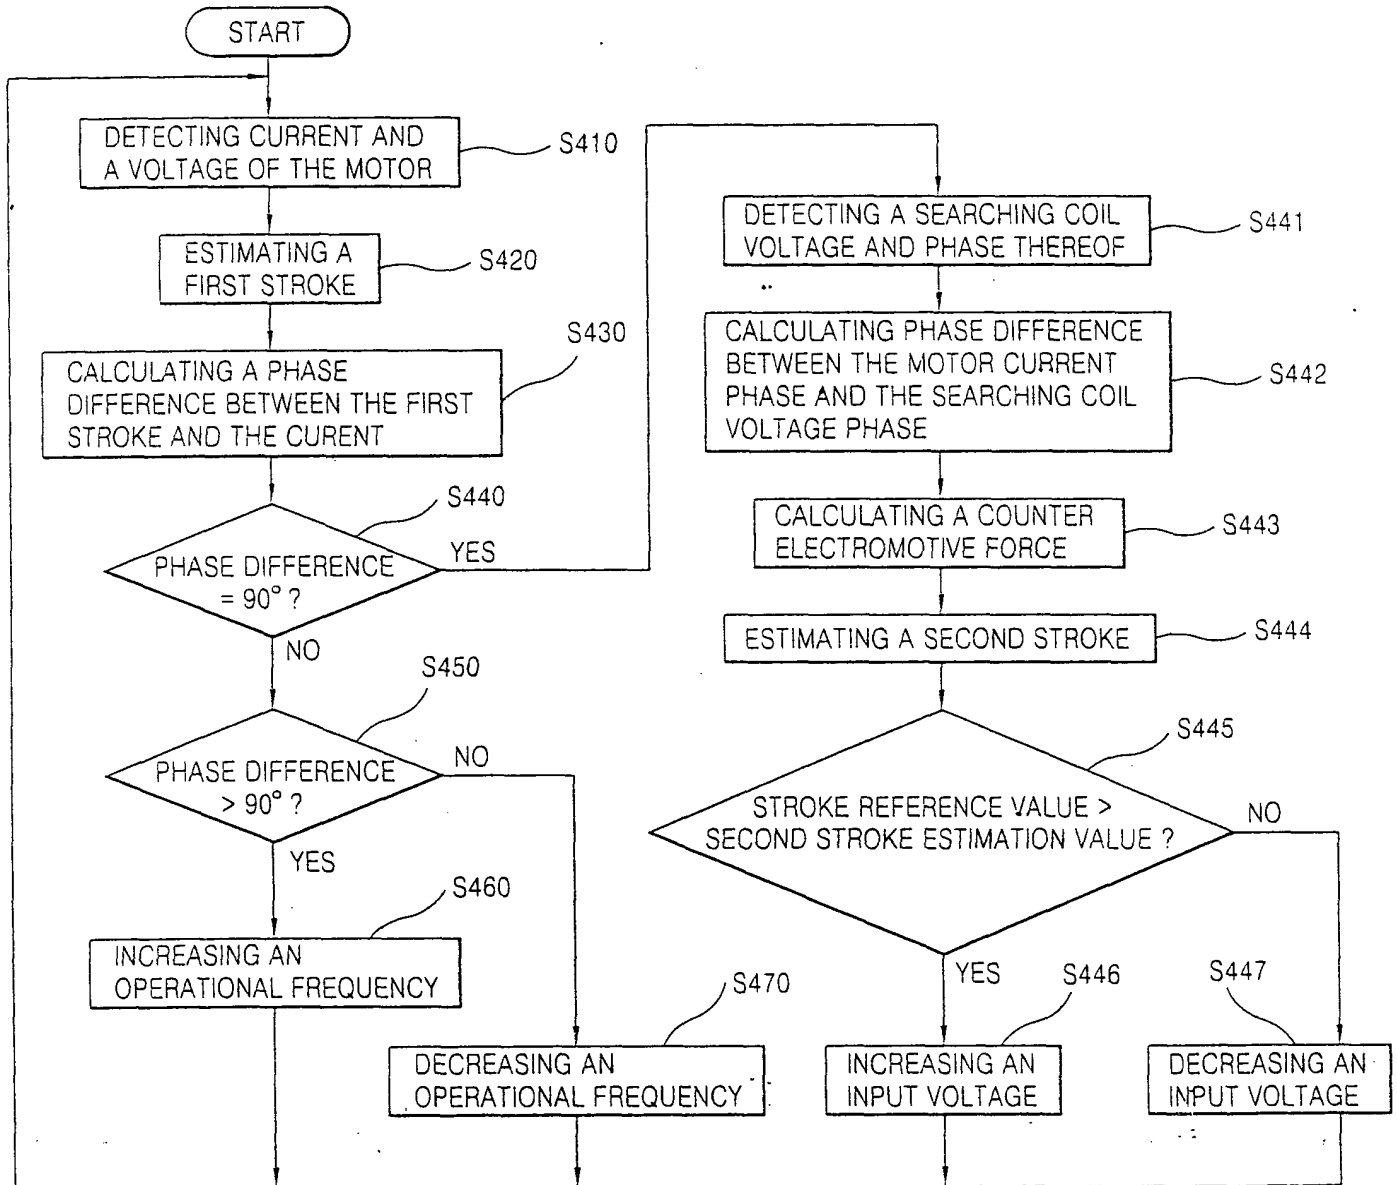 START
DETECTING CURRENT AND
A VOLTAGE OF THE MOTOR
S410
ESTIMATING A
FIRST STROKE
S420
CALCULATING A PHASE
DIFFERENCE BETWEEN THE FIRST
STROKE AND THE CURENT
S430
PHASE DIFFERENCE
= 90° ?
S440
YES
NO
PHASE DIFFERENCE
> 90° ?
S450
NO
YES
INCREASING AN
OPERATIONAL FREQUENCY
S460
DECREASING AN
OPERATIONAL FREQUENCY
S470
DETECTING A SEARCHING COIL
VOLTAGE AND PHASE THEREOF
S441
CALCULATING PHASE DIFFERENCE
BETWEEN THE MOTOR CURRENT
PHASE AND THE SEARCHING COIL
VOLTAGE PHASE
S442
CALCULATING A COUNTER
ELECTROMOTIVE FORCE
S443
ESTIMATING A SECOND STROKE
S444
STROKE REFERENCE VALUE >
SECOND STROKE ESTIMATION VALUE ?
S445
NO
YES
INCREASING AN
INPUT VOLTAGE
S446
DECREASING AN
INPUT VOLTAGE
S447